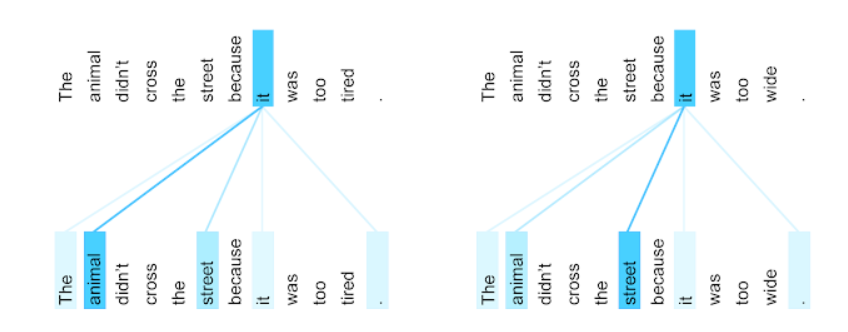 The animal didn't cross the street because it was too tired .
The animal didn't cross the street because it was too wide .
The animal didn't cross the street because it was too tired .
The animal didn't cross the street because it was too wide .